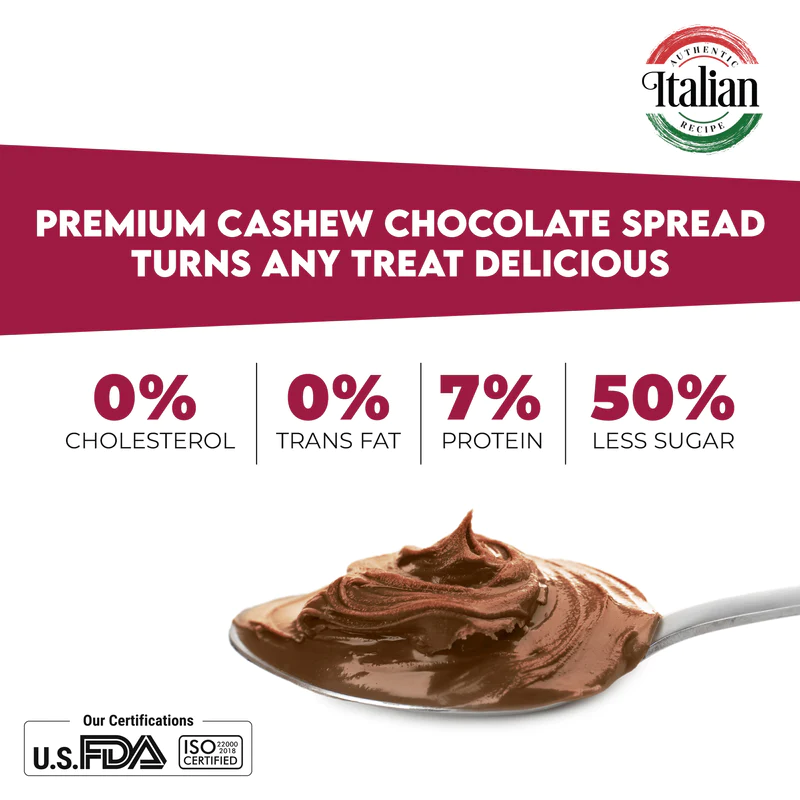 AUTHENTIC
Italian
RECIPE
PREMIUM CASHEW CHOCOLATE SPREAD
TURNS ANY TREAT DELICIOUS
0%
CHOLESTEROL
0%
TRANS FAT
7%
PROTEIN
50%
LESS SUGAR
Our Certifications
U.S.FDA
ISO 22000
2018
CERTIFIED